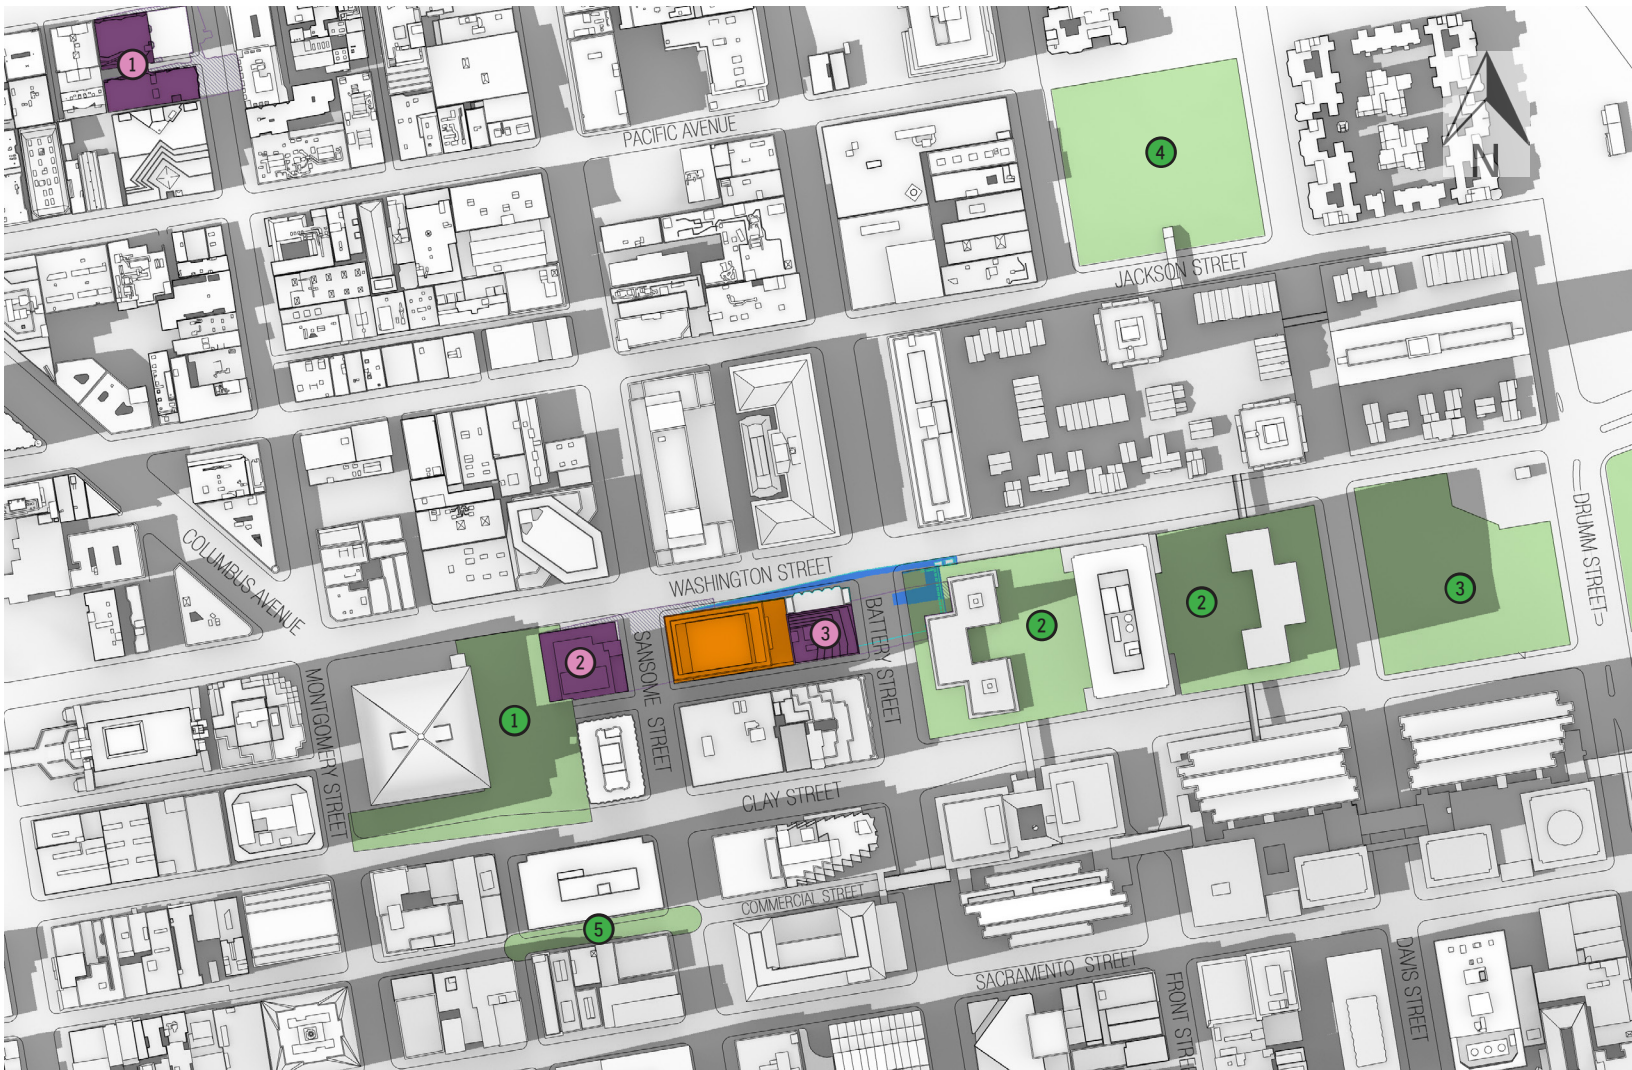 1
PACIFIC AVENUE
4
N
JACKSON STREET
COLUMBUS AVENUE
WASHINGTON STREET
DRUMM STREET
2
3
2
3
BATTERY STREET
2
SANSOME STREET
MONTGOMERY STREET
1
CLAY STREET
COMMERCIAL STREET
5
SACRAMENTO STREET
FRONT STRE
DAVIS STREET